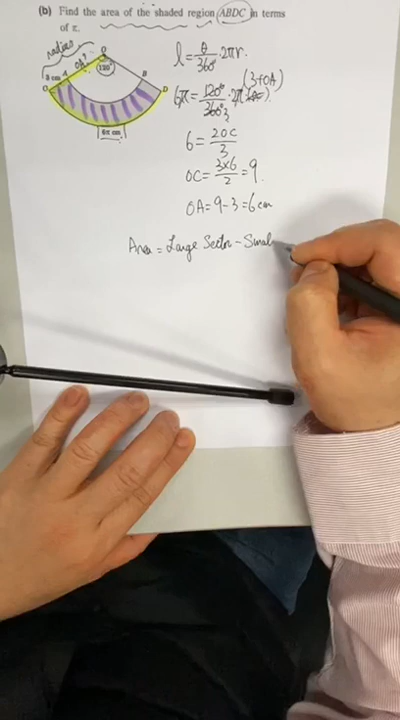 (b) Find the area of the shaded region ABDC in terms
of π.
radius
O
OA?
120°
3 cm
A
B
C
D
6π cm
l = θ/360° · 2πr.
(3+OA)
6π = 120°/360° · 2π
6 = 2OC/3
OC = 3×6/2 = 9.
OA = 9 - 3 = 6 cm
Area = Large Sector - Smal